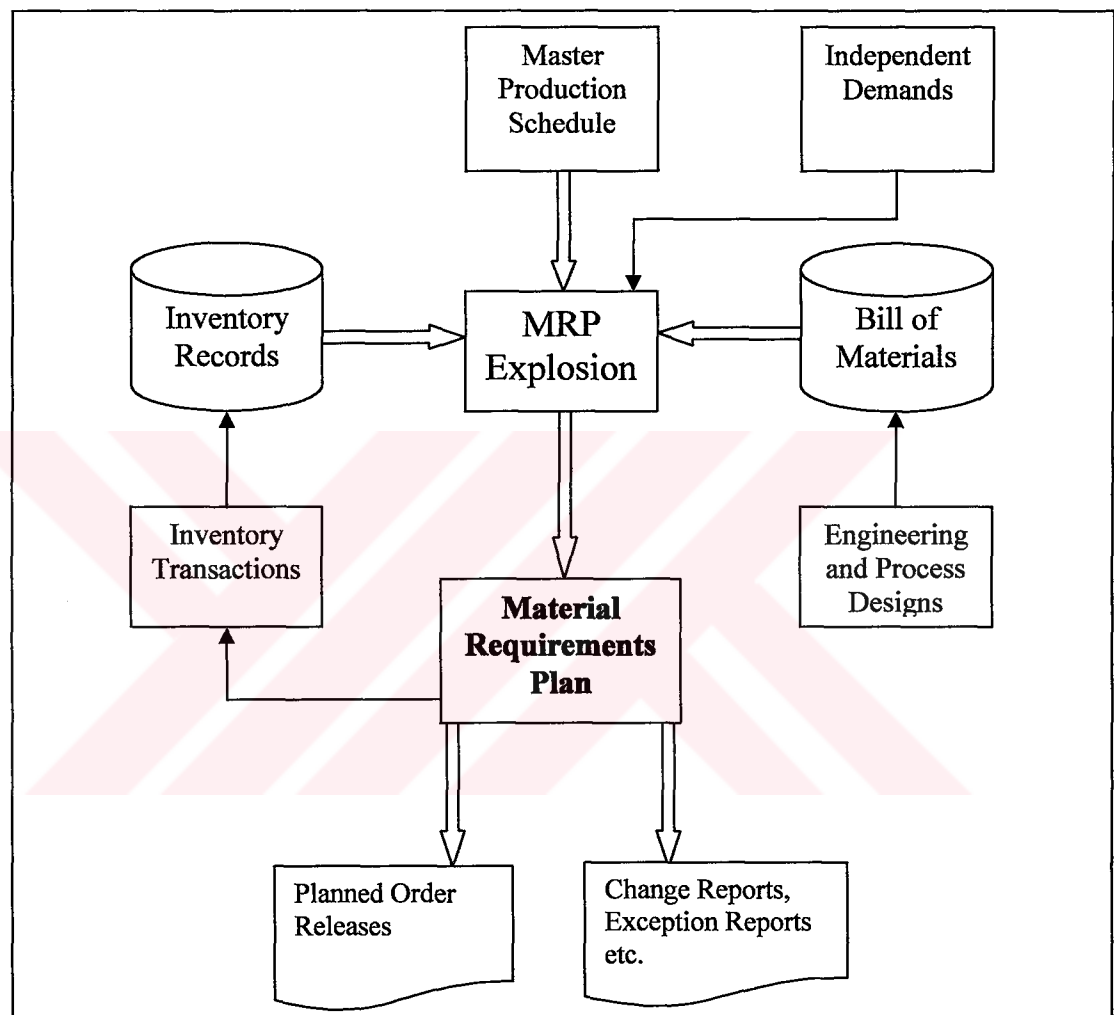 Master
Production
Schedule
Independent
Demands
Inventory
Records
MRP
Explosion
Bill of
Materials
Inventory
Transactions
Engineering
and Process
Designs
Material
Requirements
Plan
Planned Order
Releases
Change Reports,
Exception Reports
etc.